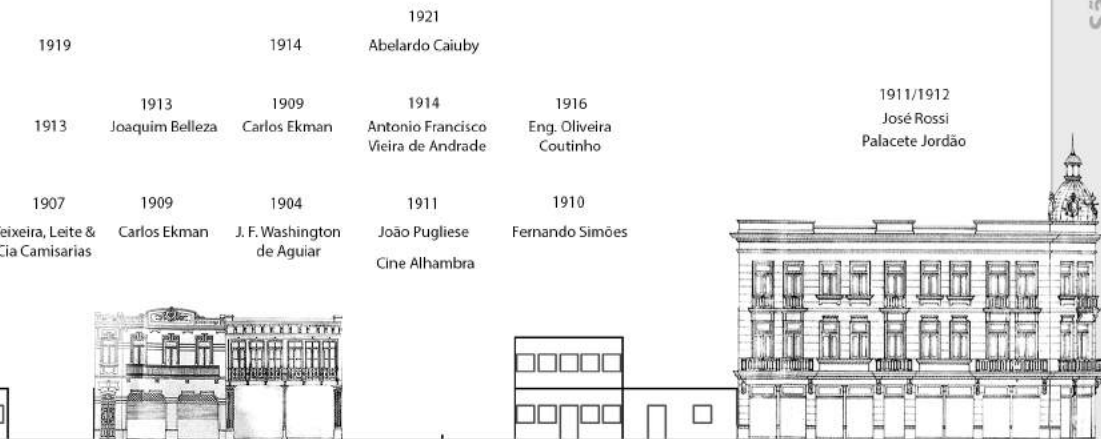 1921
1919
1914
Abelardo Caiuby
1911/1912
1913
1909
1914
1916
José Rossi
1913
Joaquim Belleza
Carlos Ekman
Antonio Francisco
Eng. Oliveira
Vieira de Andrade
Coutinho
Palacete Jordão
1907
1909
1904
1911
1910
eixeira, Leite &
Carlos Ekman
J. F. Washington
João Pugliese
Fernando Simões
Cia Camisarias
de Aguiar
Cine Alhambra